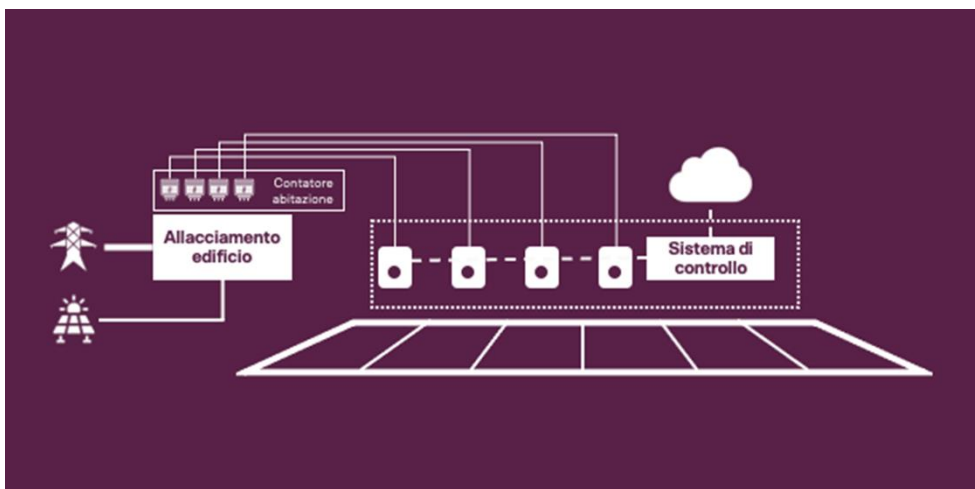 Contatore
abitazione
Allacciamento
edificio
Sistema di
controllo